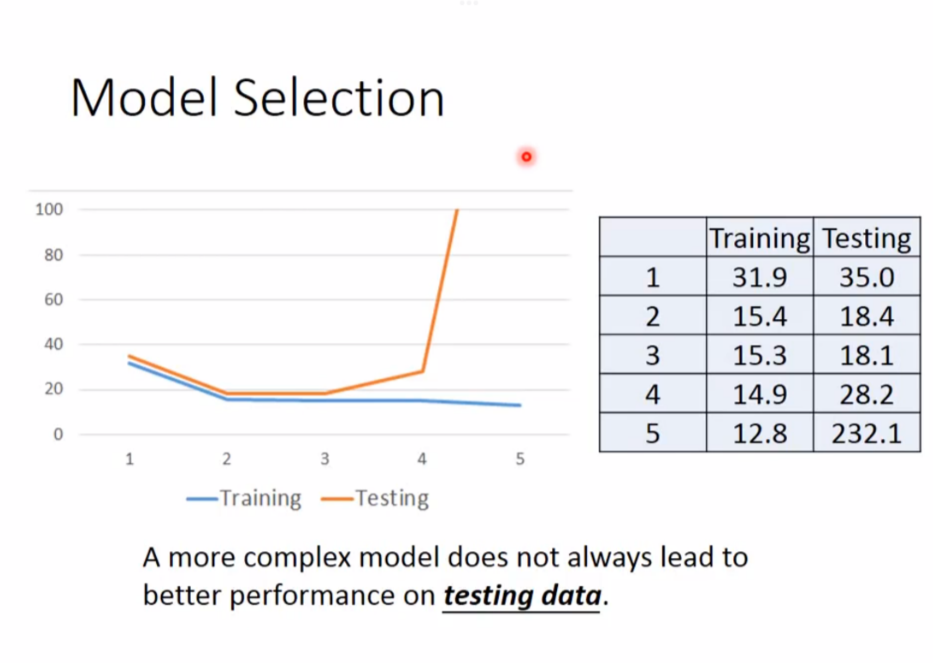 Model Selection
100
80
60
40
20
0
1 2 3 4 5
Training Testing
Training Testing
1 31.9 35.0
2 15.4 18.4
3 15.3 18.1
4 14.9 28.2
5 12.8 232.1
A more complex model does not always lead to
better performance on testing data.